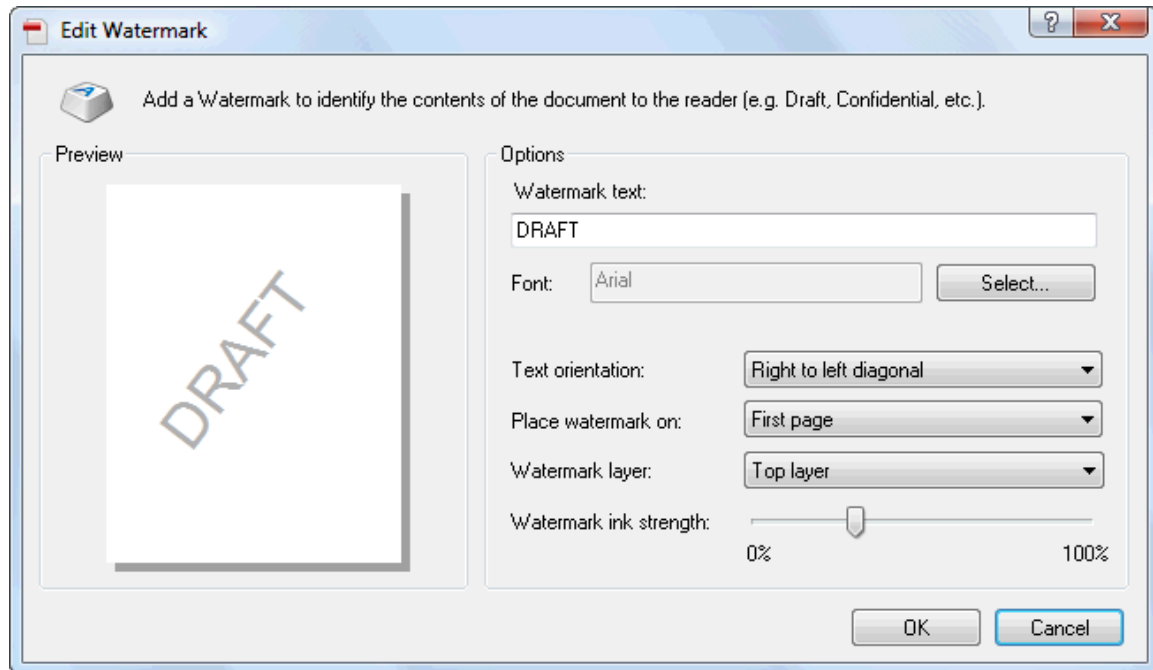 Edit Watermark
Add a Watermark to identify the contents of the document to the reader (e.g. Draft, Confidential, etc.).
Preview
DRAFT
Options
Watermark text:
DRAFT
Font: Arial Select...
Text orientation: Right to left diagonal
Place watermark on: First page
Watermark layer: Top layer
Watermark ink strength:
0% 100%
OK Cancel